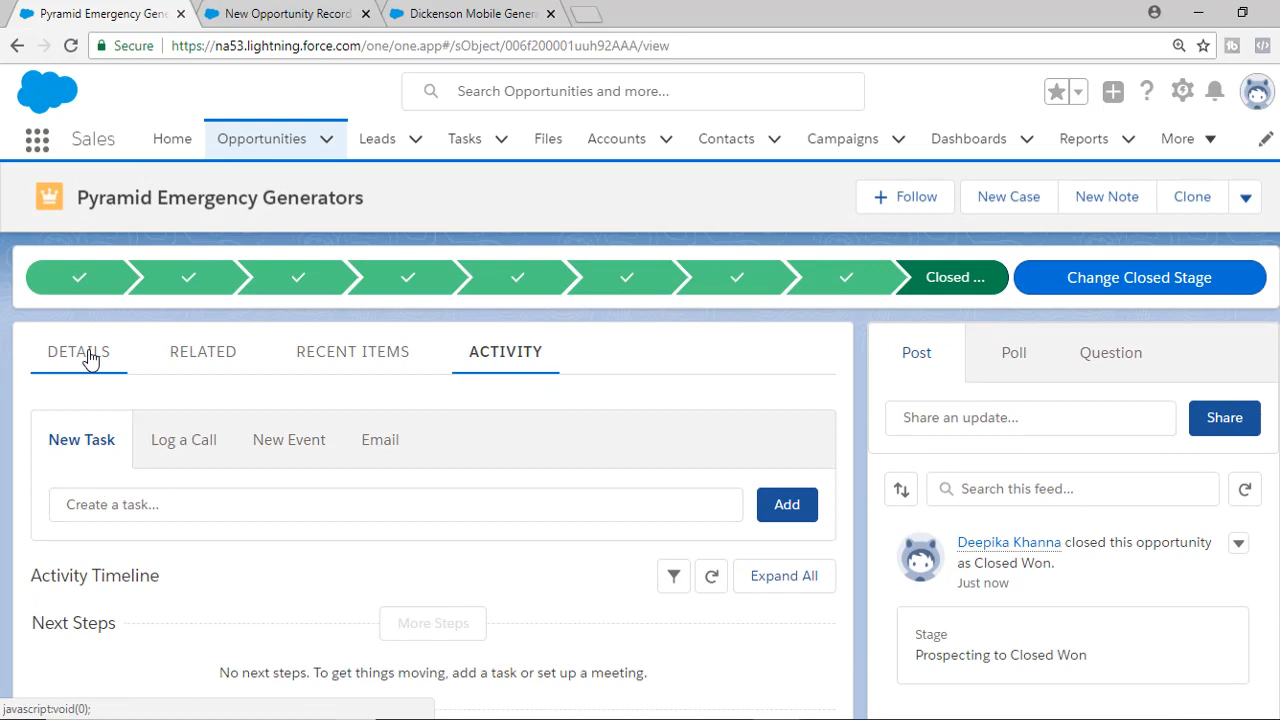 Pyramid Emergency Gene
New Opportunity Record
Dickenson Mobile Genera
Secure
https://na53.lightning.force.com/one/one.app#/sObject/006f200001uuh92AAA/view
Search Opportunities and more...
Sales
Home
Opportunities
Leads
Tasks
Files
Accounts
Contacts
Campaigns
Dashboards
Reports
More
Pyramid Emergency Generators
Follow
New Case
New Note
Clone
Closed ...
Change Closed Stage
DETAILS
RELATED
RECENT ITEMS
ACTIVITY
New Task
Log a Call
New Event
Email
Create a task...
Add
Activity Timeline
Expand All
Next Steps
More Steps
No next steps. To get things moving, add a task or set up a meeting.
Post
Poll
Question
Share an update...
Share
Search this feed...
Deepika Khanna closed this opportunity
as Closed Won.
Just now
Stage
Prospecting to Closed Won
javascript:void(0);